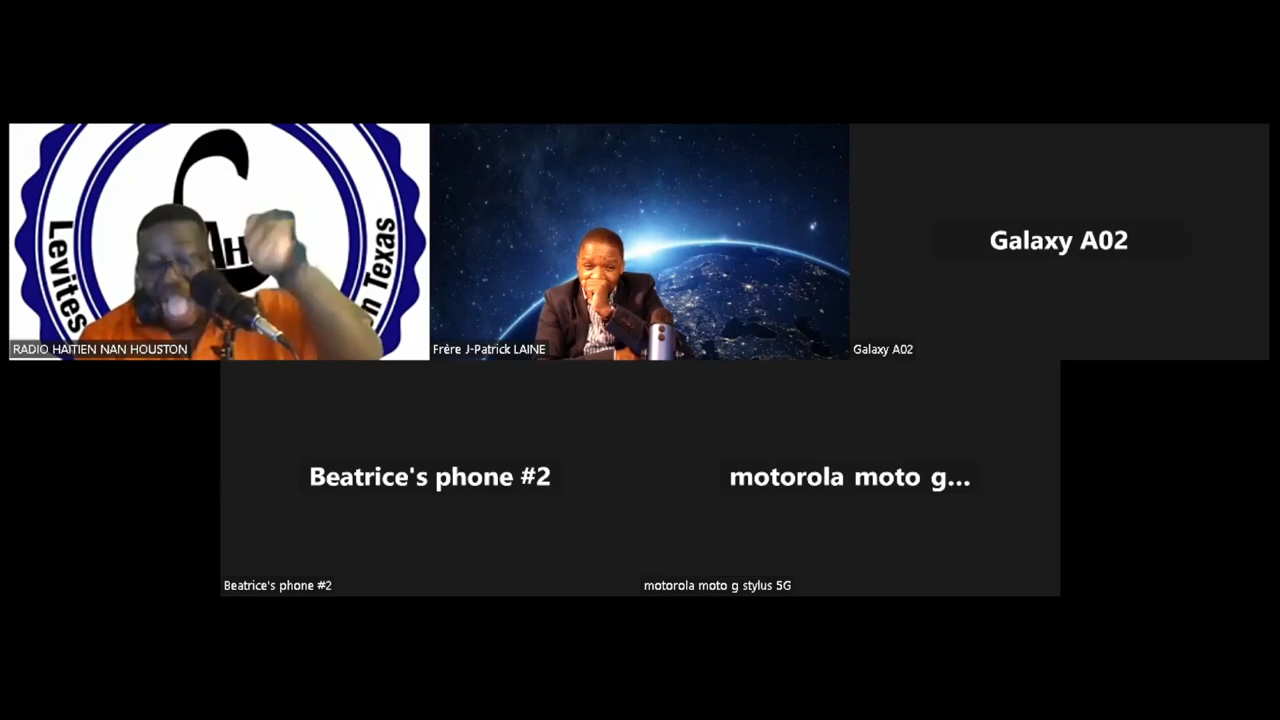 Levites
AH
n Texas
RADIO HAITIEN NAN HOUSTON
Frère J-Patrick LAINE
Galaxy A02
Galaxy A02
Beatrice's phone #2
Beatrice's phone #2
motorola moto g...
motorola moto g stylus 5G